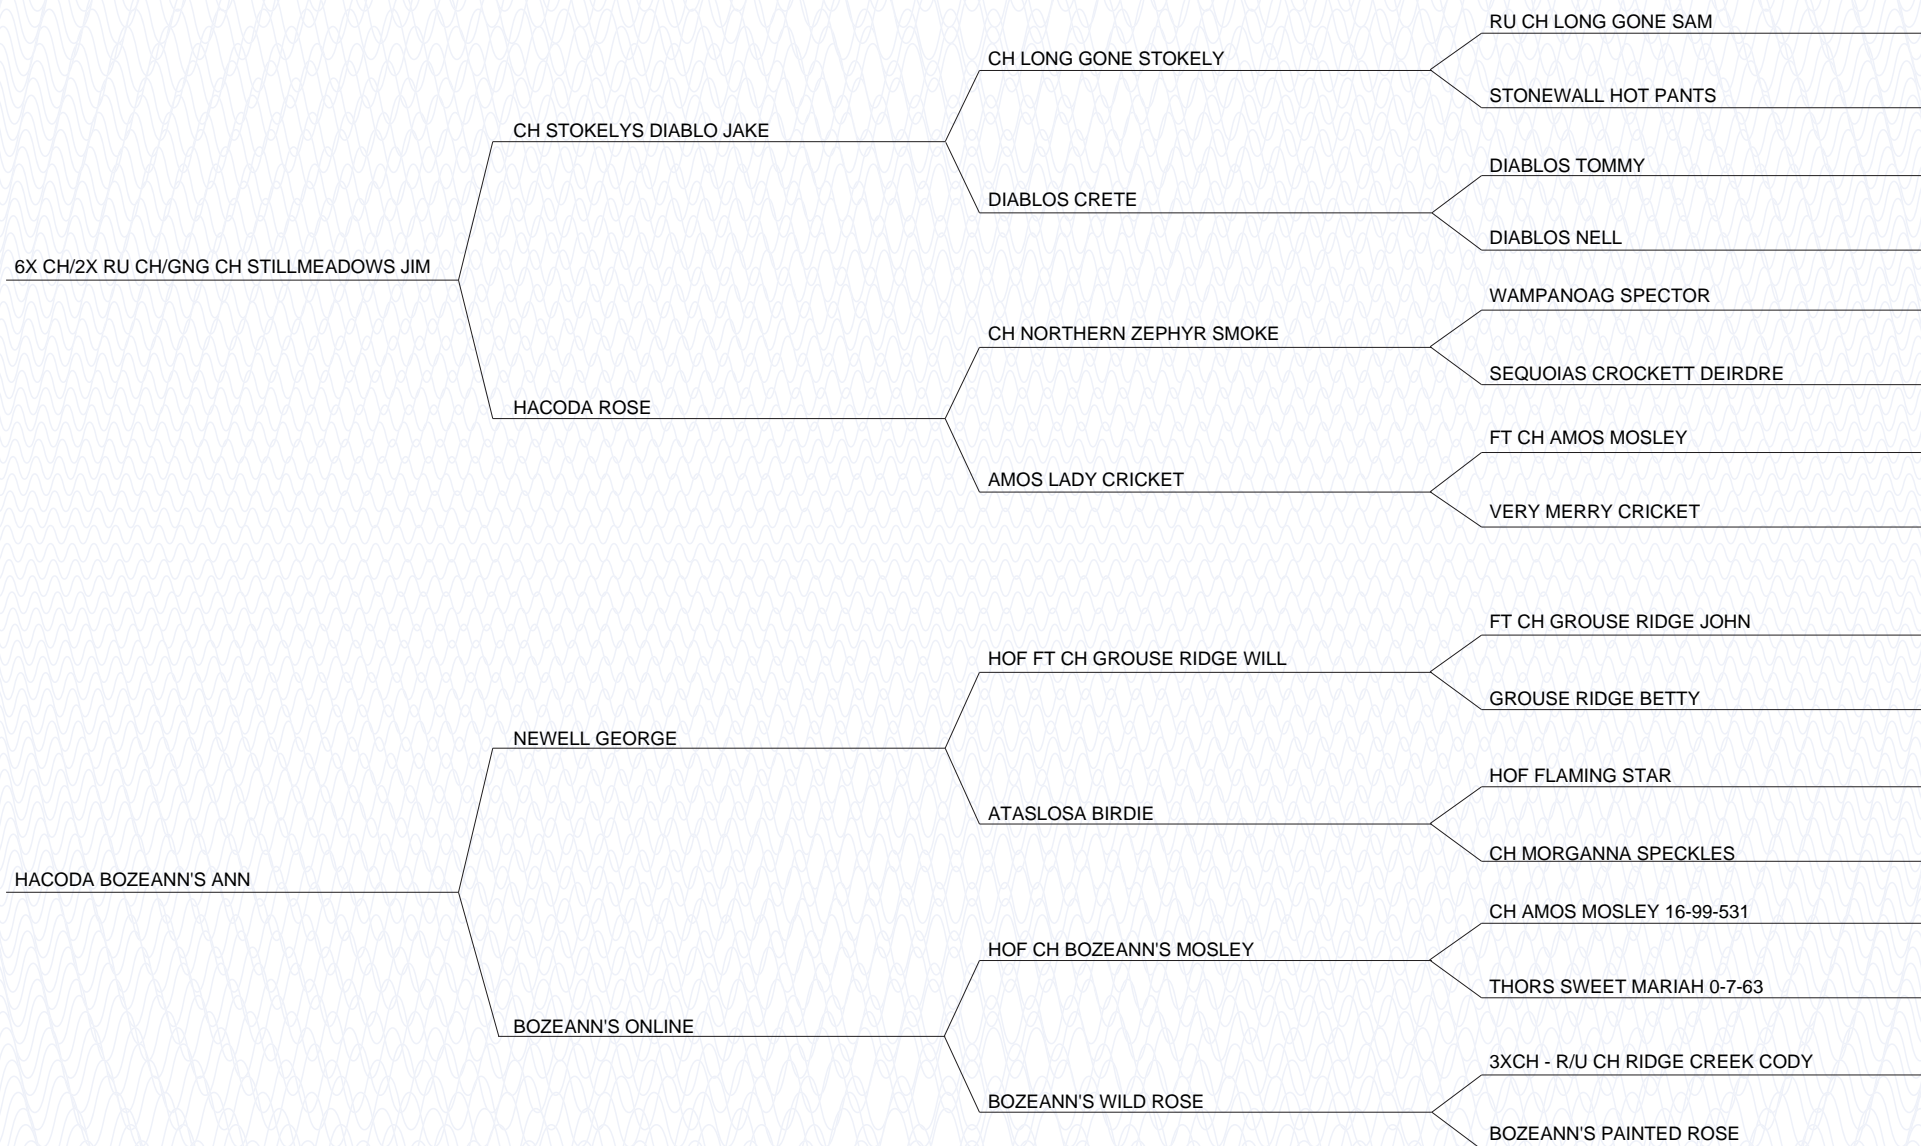 RU CH LONG GONE SAM
CH LONG GONE STOKELY
STONEWALL HOT PANTS
CH STOKELYS DIABLO JAKE
DIABLOS TOMMY
DIABLOS CRETE
DIABLOS NELL
6X CH/2X RU CH/GNG CH STILLMEADOWS JIM
WAMPANOAG SPECTOR
CH NORTHERN ZEPHYR SMOKE
SEQUOIAS CROCKETT DEIRDRE
HACODA ROSE
FT CH AMOS MOSLEY
AMOS LADY CRICKET
VERY MERRY CRICKET
FT CH GROUSE RIDGE JOHN
HOF FT CH GROUSE RIDGE WILL
GROUSE RIDGE BETTY
NEWELL GEORGE
HOF FLAMING STAR
ATASLOSA BIRDIE
CH MORGANNA SPECKLES
HACODA BOZEANN'S ANN
CH AMOS MOSLEY 16-99-531
HOF CH BOZEANN'S MOSLEY
THORS SWEET MARIAH 0-7-63
BOZEANN'S ONLINE
3XCH - R/U CH RIDGE CREEK CODY
BOZEANN'S WILD ROSE
BOZEANN'S PAINTED ROSE